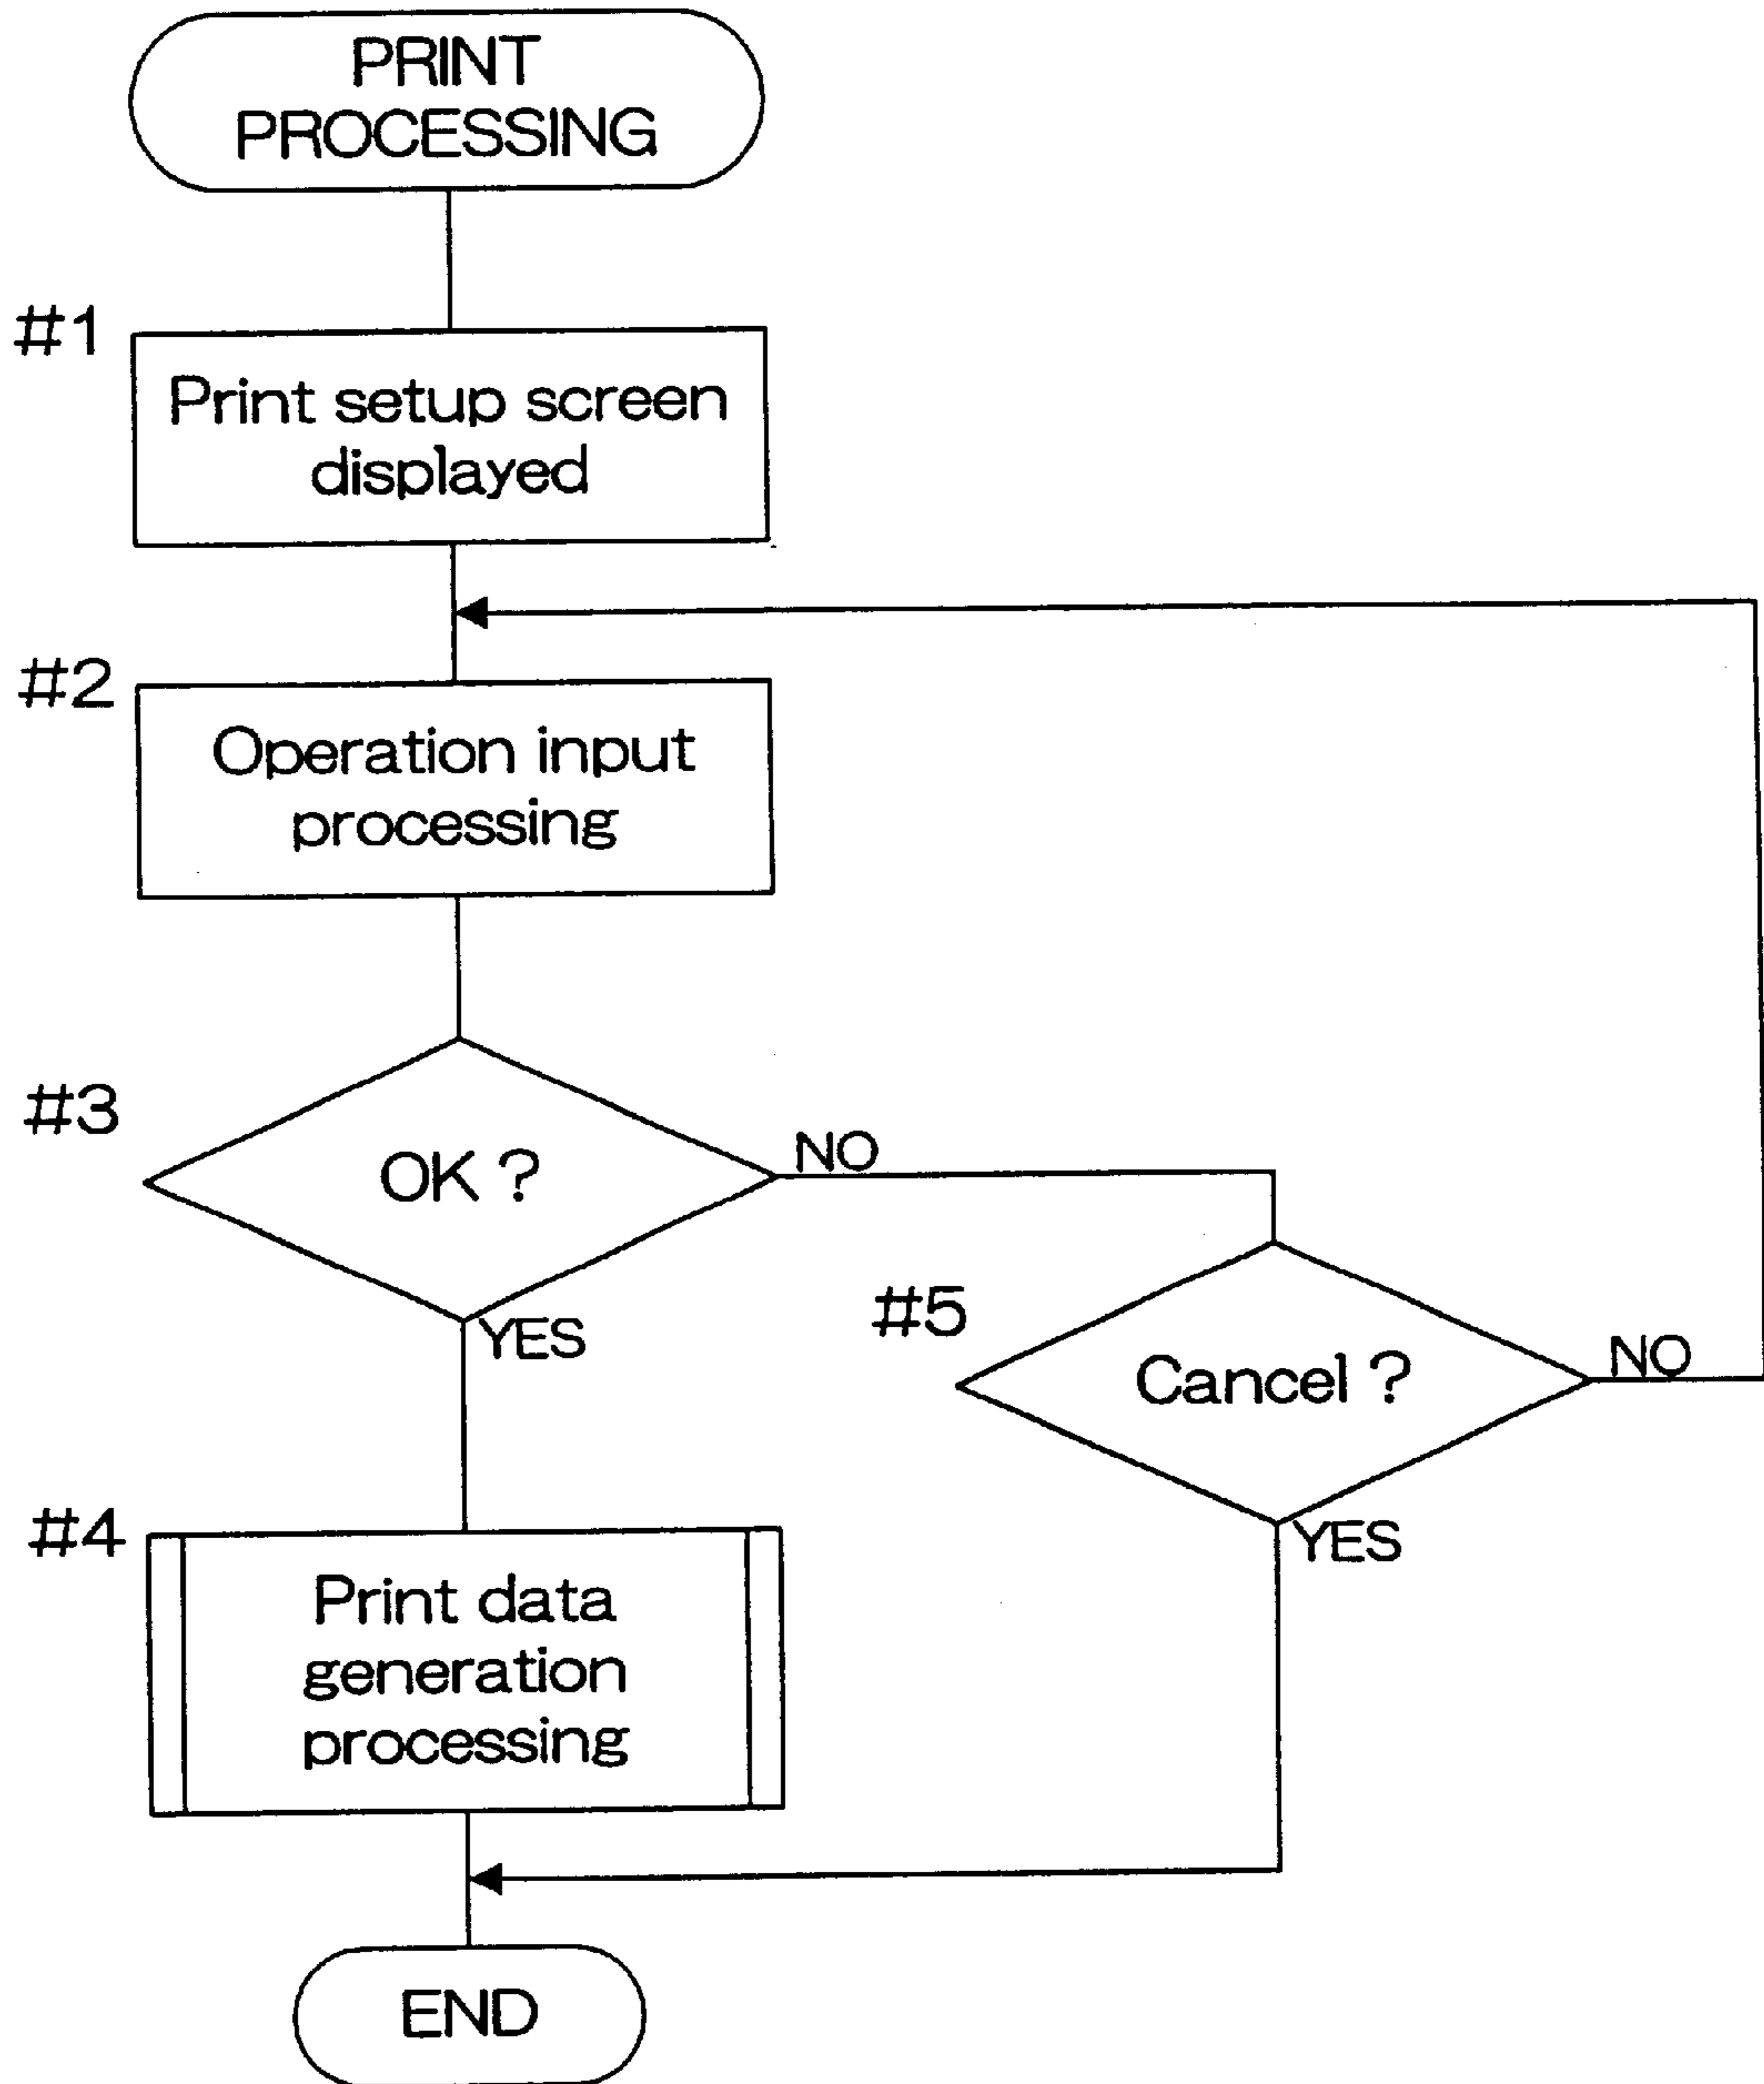 PRINT
PROCESSING
#1
Print setup screen
displayed
#2
Operation input
processing
#3
OK ?
NO
YES
#5
Cancel ?
NO
YES
#4
Print data
generation
processing
END